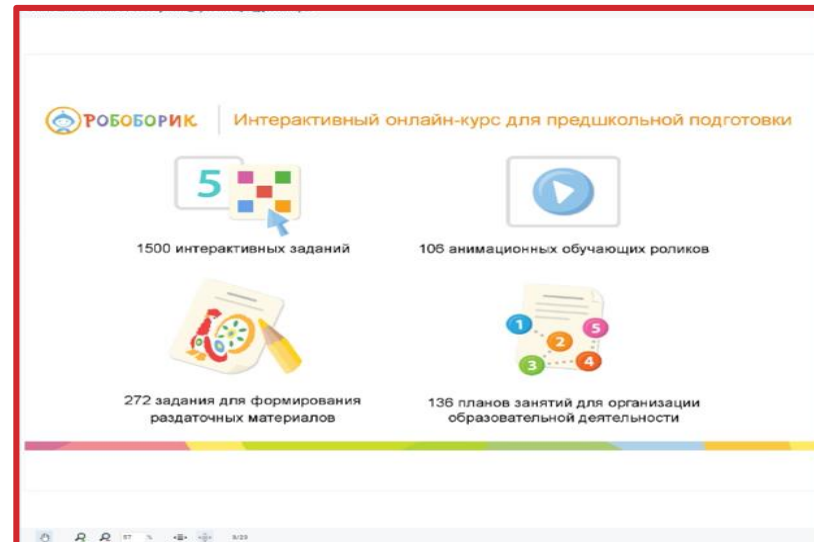 РОБОБОРИК
Интерактивный онлайн-курс для предшкольной подготовки
5
1500 интерактивных заданий
106 анимационных обучающих роликов
1
2
3
4
5
272 задания для формирования
раздаточных материалов
136 планов занятий для организации
образовательной деятельности